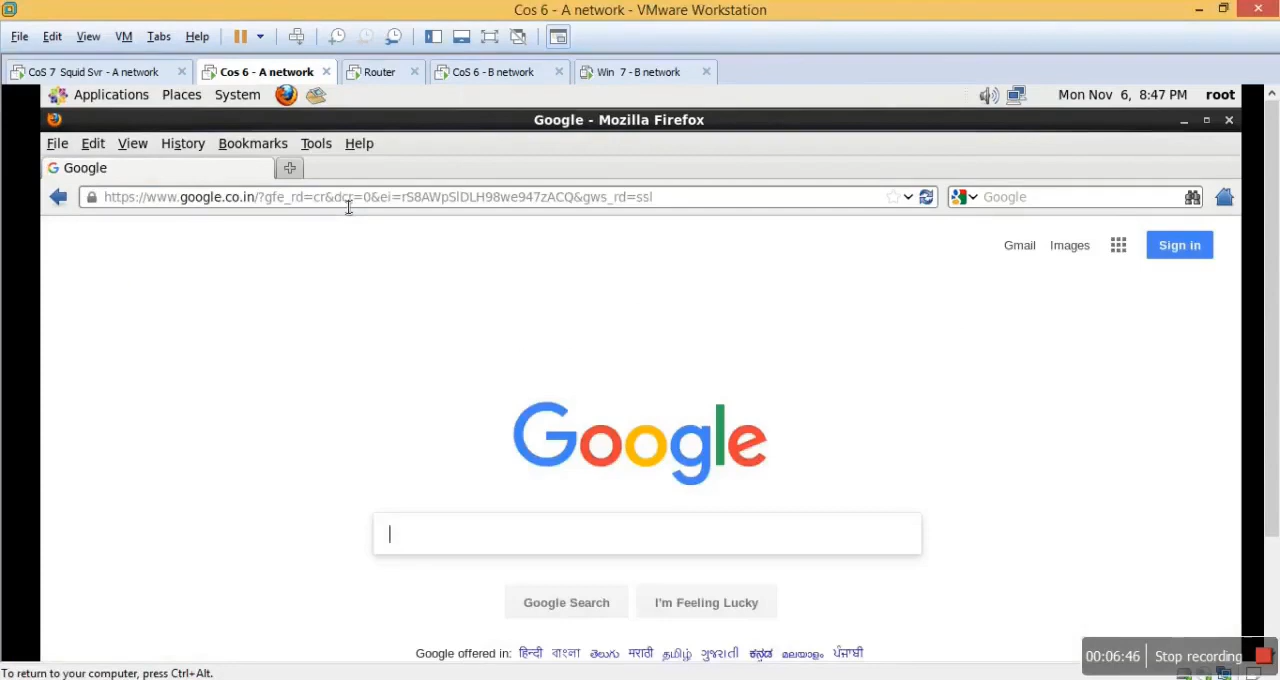 Cos 6 - A network - VMware Workstation
File Edit View VM Tabs Help
CoS 7 Squid Svr - A network Cos 6 - A network Router CoS 6 - B network Win 7 - B network
Applications Places System Mon Nov 6, 8:47 PM root
Google - Mozilla Firefox
File Edit View History Bookmarks Tools Help
Google
https://www.google.co.in/?gfe_rd=cr&dcr=0&ei=rS8AWpSlDLH98we947zACQ&gws_rd=ssl Google
Gmail Images Sign in
Google
Google Search I'm Feeling Lucky
Google offered in: हिन्दी বাংলা తెలుగు मराठी தமிழ் ગુજરાતી ಕನ್ನಡ മലയാളം ਪੰਜਾਬੀ
00:06:46 Stop recording
To return to your computer, press Ctrl+Alt.